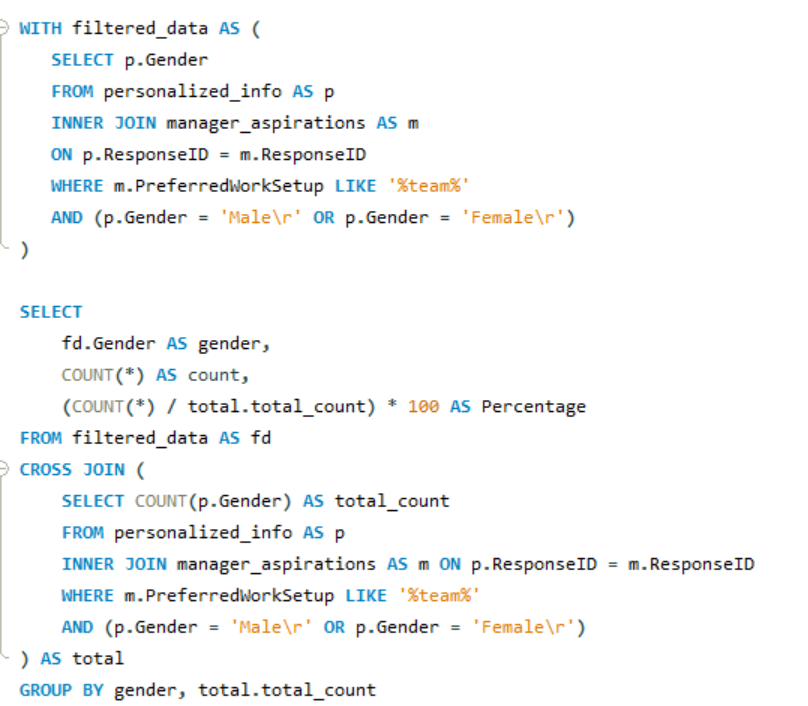 WITH filtered_data AS (
SELECT p.Gender
FROM personalized_info AS p
INNER JOIN manager_aspirations AS m
ON p.ResponseID = m.ResponseID
WHERE m.PreferredWorkSetup LIKE '%team%'
AND (p.Gender = 'Male\r' OR p.Gender = 'Female\r')
)
SELECT
fd.Gender AS gender,
COUNT(*) AS count,
(COUNT(*) / total.total_count) * 100 AS Percentage
FROM filtered_data AS fd
CROSS JOIN (
SELECT COUNT(p.Gender) AS total_count
FROM personalized_info AS p
INNER JOIN manager_aspirations AS m ON p.ResponseID = m.ResponseID
WHERE m.PreferredWorkSetup LIKE '%team%'
AND (p.Gender = 'Male\r' OR p.Gender = 'Female\r')
) AS total
GROUP BY gender, total.total_count